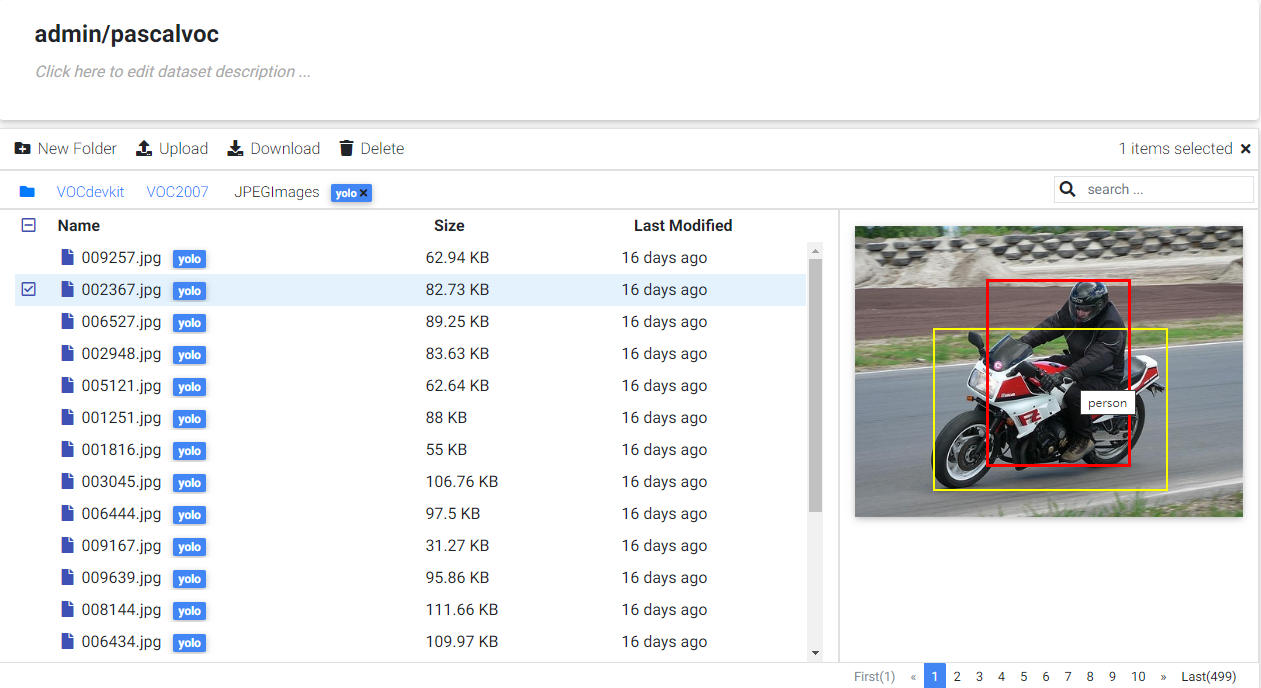 admin/pascalvoc
Click here to edit dataset description ...
New Folder Upload Download Delete 1 items selected ×
VOCdevkit VOC2007 JPEGImages yolo × search ...
Name Size Last Modified
009257.jpg yolo 62.94 KB 16 days ago
002367.jpg yolo 82.73 KB 16 days ago
006527.jpg yolo 89.25 KB 16 days ago
002948.jpg yolo 83.63 KB 16 days ago
005121.jpg yolo 62.64 KB 16 days ago
001251.jpg yolo 88 KB 16 days ago
001816.jpg yolo 55 KB 16 days ago
003045.jpg yolo 106.76 KB 16 days ago
006444.jpg yolo 97.5 KB 16 days ago
009167.jpg yolo 31.27 KB 16 days ago
009639.jpg yolo 95.86 KB 16 days ago
008144.jpg yolo 111.66 KB 16 days ago
006434.jpg yolo 109.97 KB 16 days ago
person
FZ
First(1) « 1 2 3 4 5 6 7 8 9 10 » Last(499)